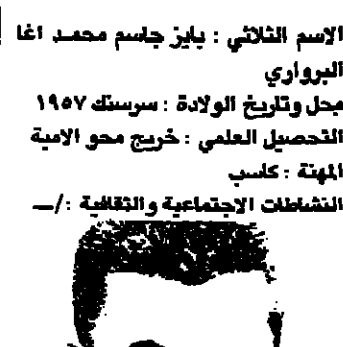 الاسم الثلاثي : بايز جاسم محمد اغا
البرواري
محل وتاريخ الولادة : سرسنك ١٩٥٧
التحصيل العلمي : خريج محو الامية
المهنة : كاسب
النشاطات الاجتماعية والثقافية :/ــ